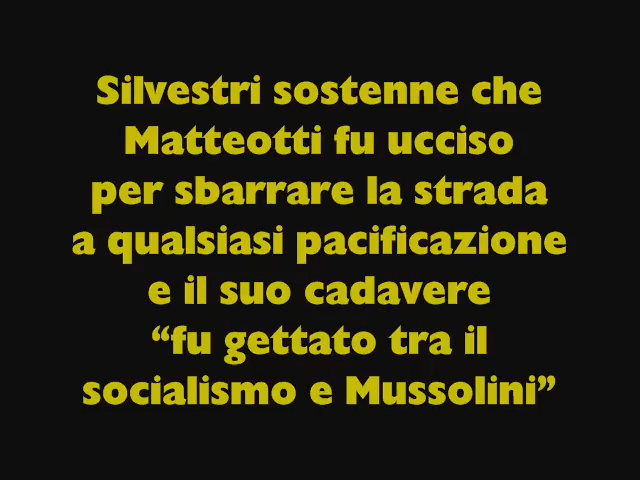 Silvestri sostenne che
Matteotti fu ucciso
per sbarrare la strada
a qualsiasi pacificazione
e il suo cadavere
“fu gettato tra il
socialismo e Mussolini”